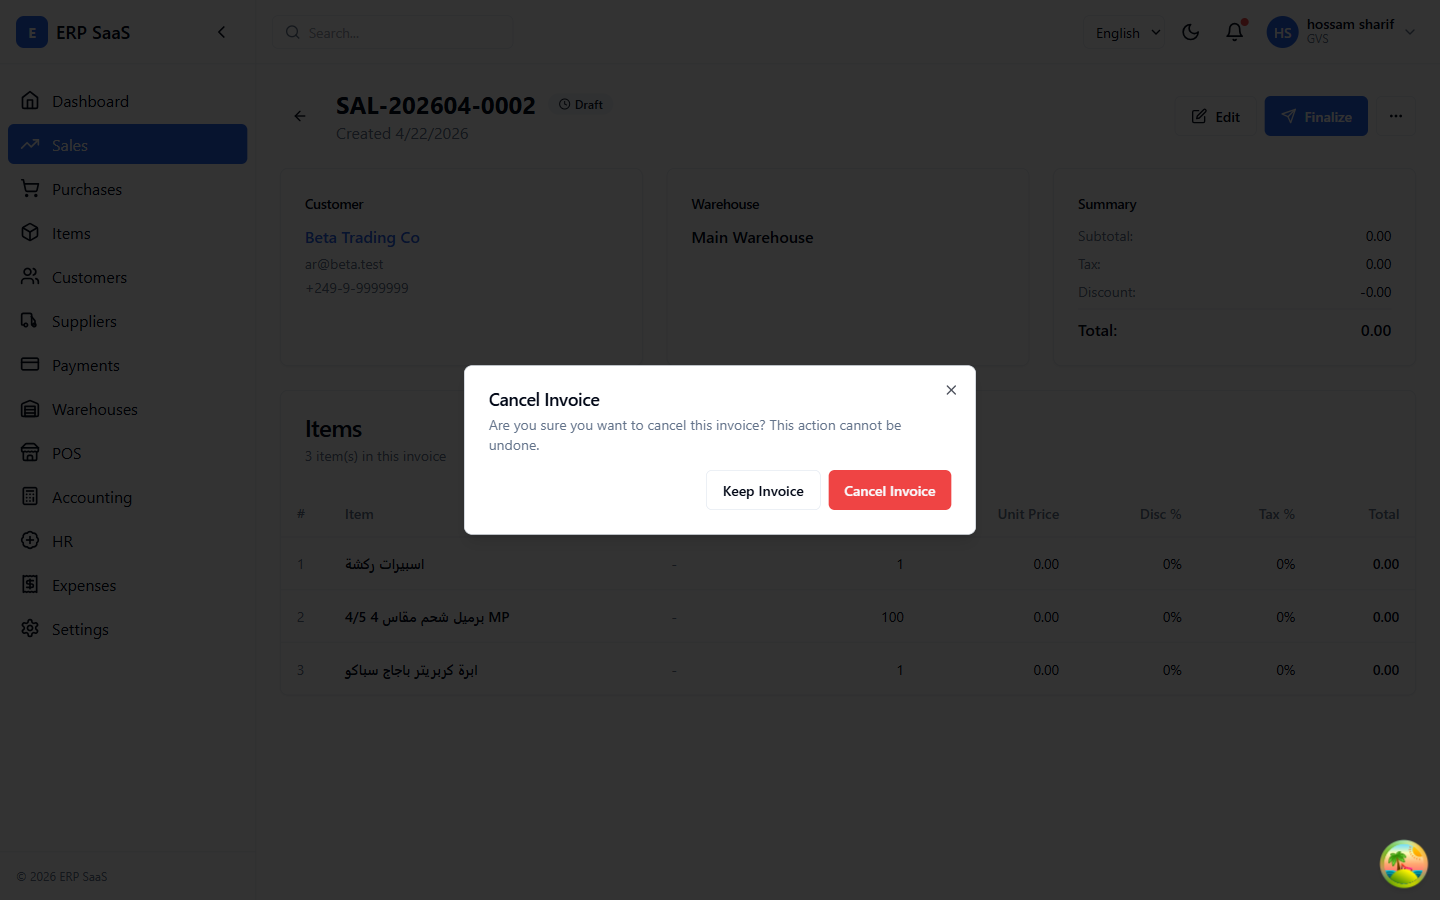 E ERP SaaS
Search...
English
HS
hossam sharif
GVS
Dashboard
Sales
Purchases
Items
Customers
Suppliers
Payments
Warehouses
POS
Accounting
HR
Expenses
Settings
© 2026 ERP SaaS
SAL-202604-0002
Draft
Created 4/22/2026
Edit
Finalize
Customer
Beta Trading Co
ar@beta.test
+249-9-9999999
Warehouse
Main Warehouse
Summary
Subtotal: 0.00
Tax: 0.00
Discount: -0.00
Total: 0.00
Cancel Invoice
Are you sure you want to cancel this invoice? This action cannot be
undone.
Keep Invoice
Cancel Invoice
Items
3 item(s) in this invoice
# Item Unit Price Disc % Tax % Total
1 اسبيرات ركشة - 1 0.00 0% 0% 0.00
2 برميل شحم مقاس 4 4/5 MP - 100 0.00 0% 0% 0.00
3 ابرة كربريتر باجاج سباكو - 1 0.00 0% 0% 0.00